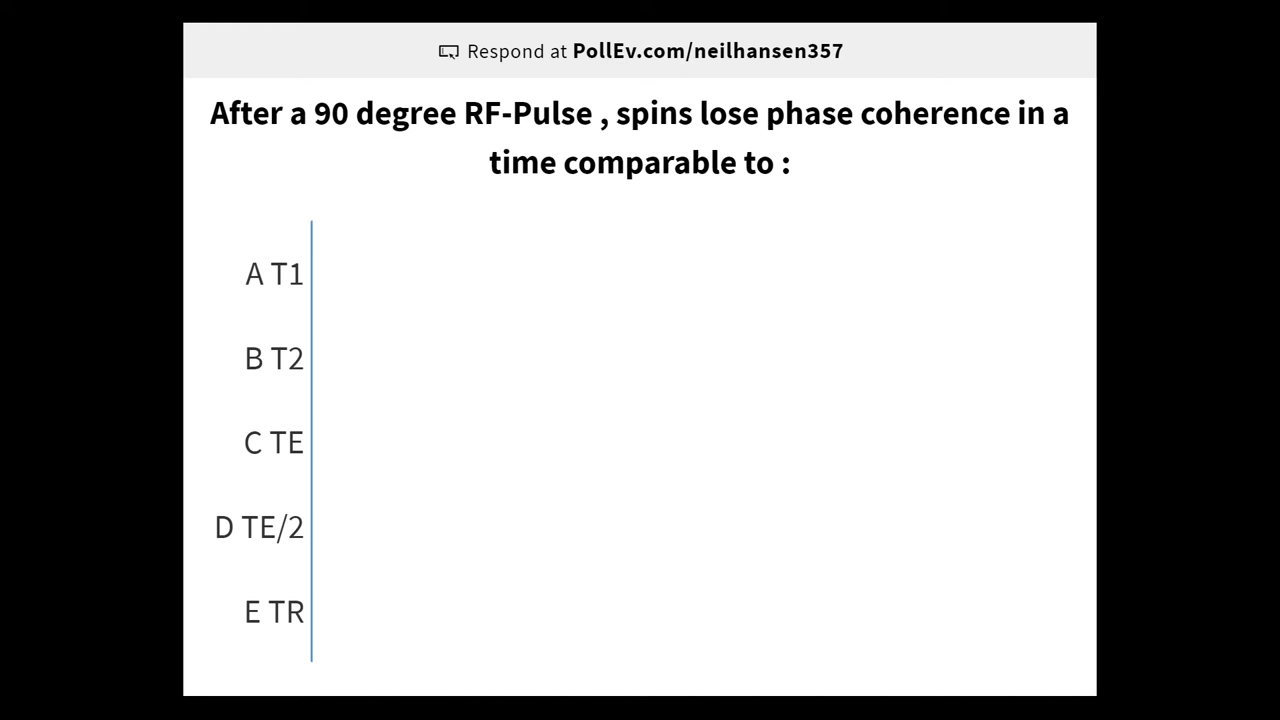 Respond at PollEv.com/neilhansen357
After a 90 degree RF-Pulse , spins lose phase coherence in a
time comparable to :
A T1
B T2
C TE
D TE/2
E TR